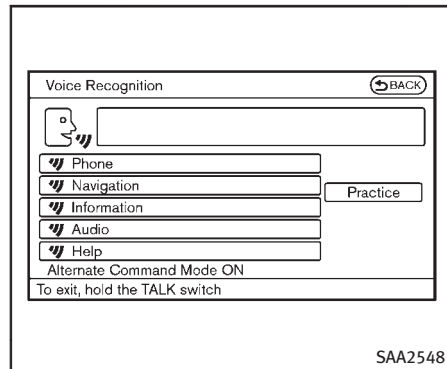 Voice Recognition
BACK
Phone
Navigation
Practice
Information
Audio
Help
Alternate Command Mode ON
To exit, hold the TALK switch
SAA2548